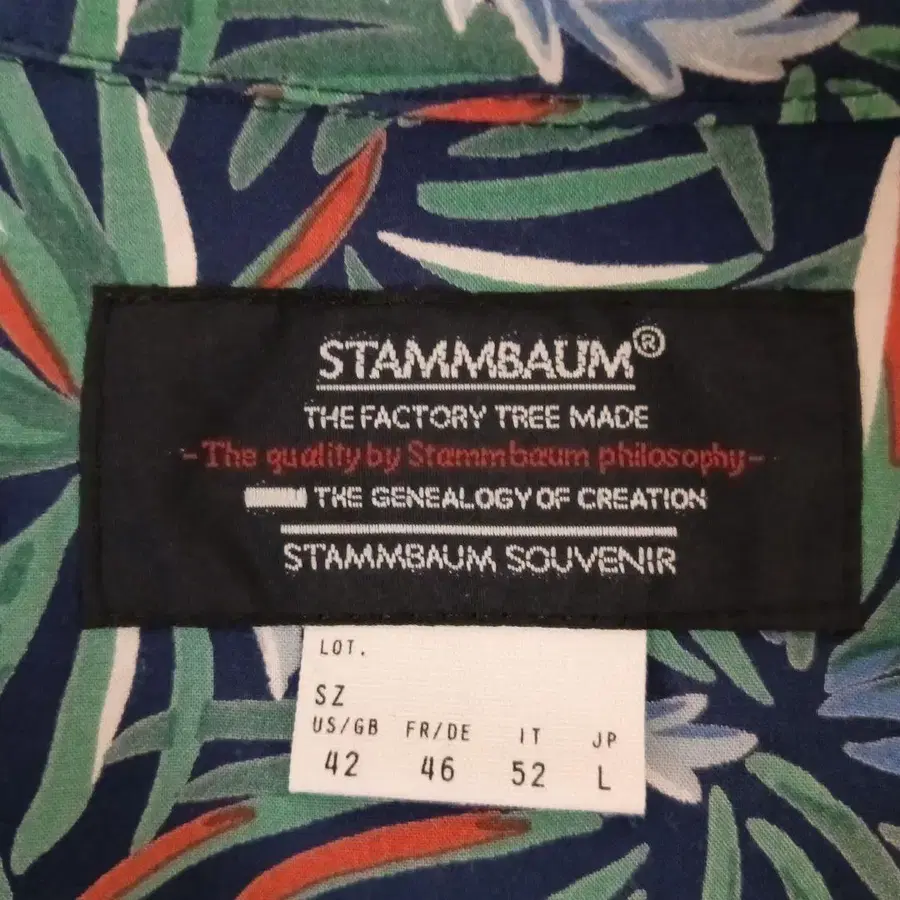 STAMMBAUM®
THE FACTORY TREE MADE
-The quality by Stammbaum philosophy-
THE GENEALOGY OF CREATION
STAMMBAUM SOUVENIR
LOT.
SZ
US/GB FR/DE IT JP
42 46 52 L